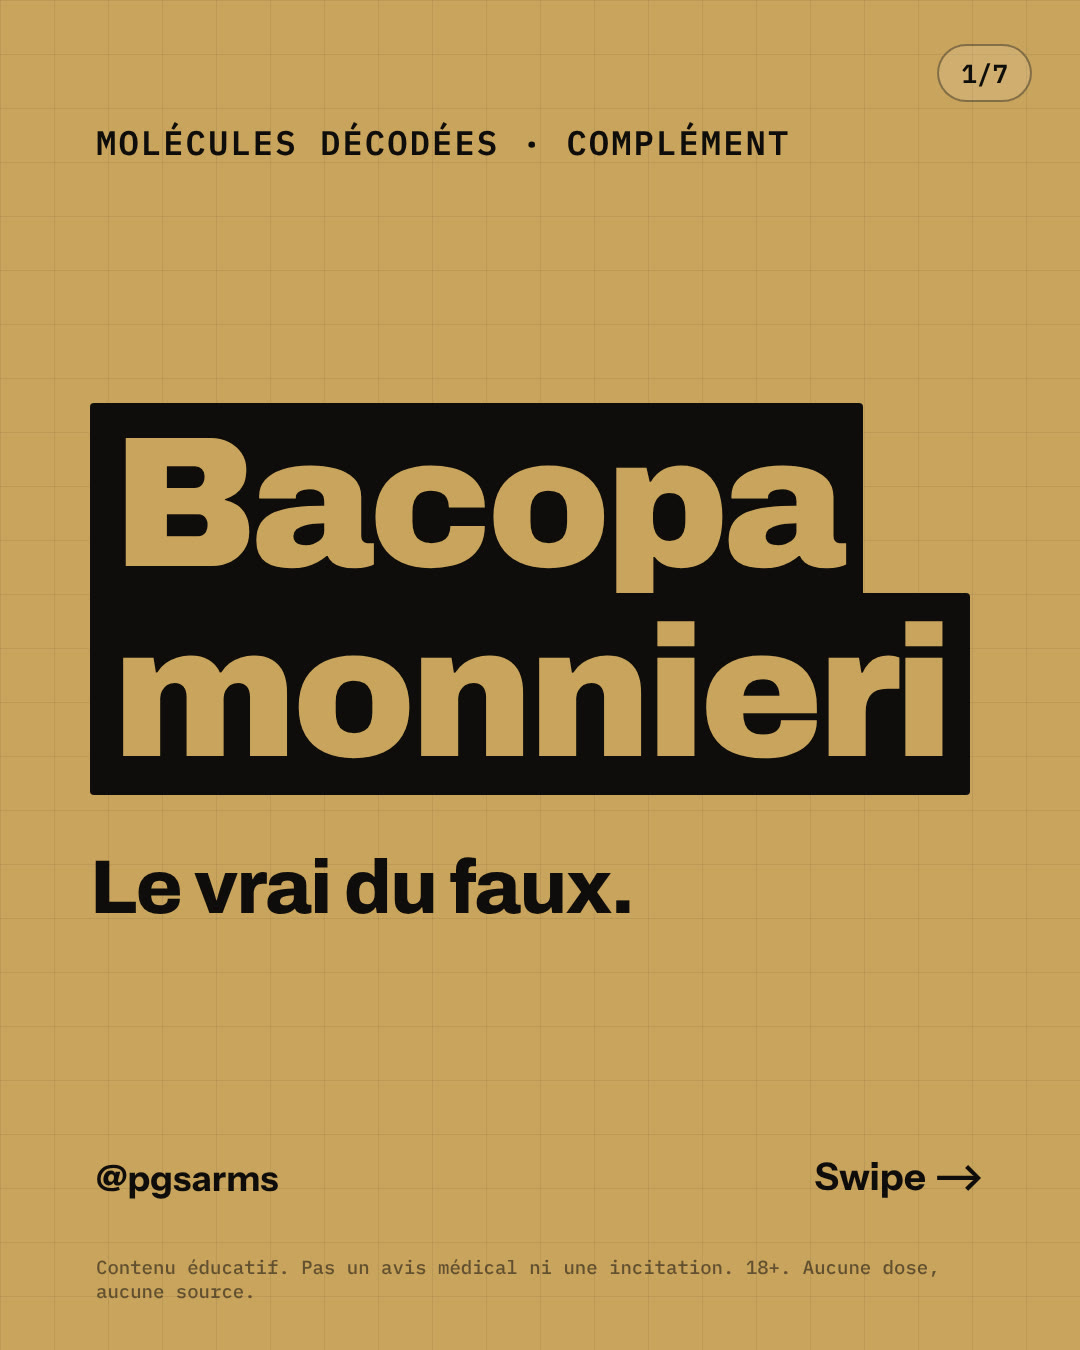 1/7
MOLÉCULES DÉCODÉES · COMPLÉMENT
Bacopa
monnieri
Le vrai du faux.
@pgsarms
Swipe →
Contenu éducatif. Pas un avis médical ni une incitation. 18+. Aucune dose,
aucune source.